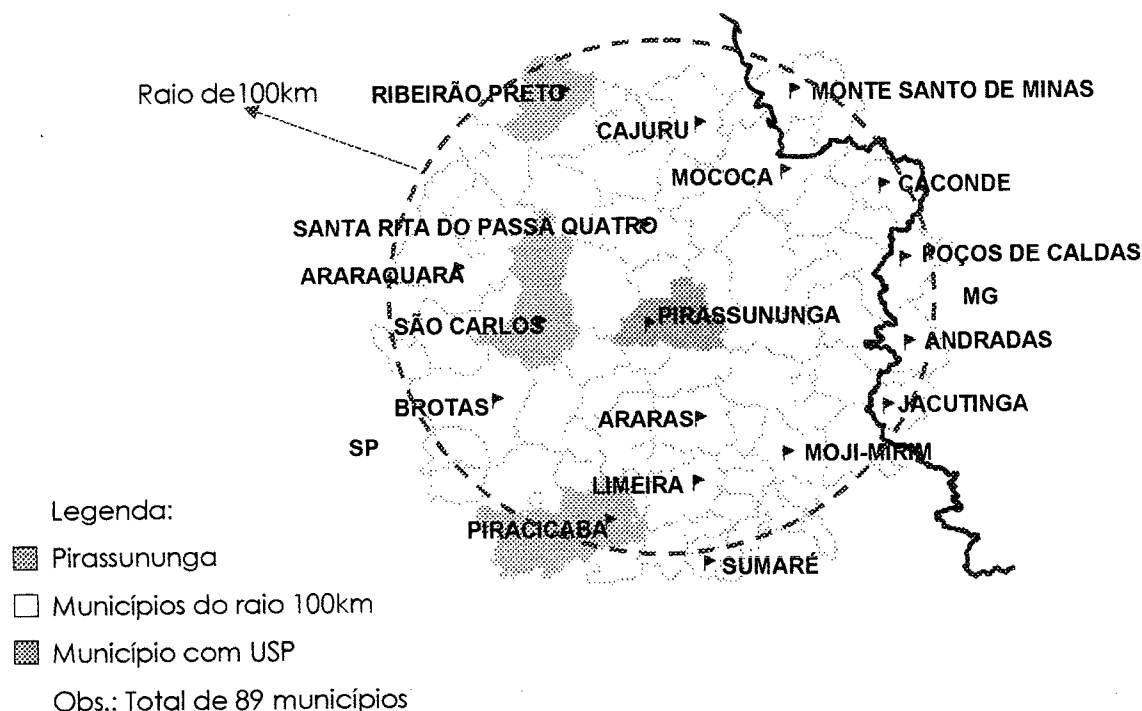 Raio de 100km
RIBEIRÃO PRETO
MONTE SANTO DE MINAS
CAJURU
MOCOCA
CACONDE
SANTA RITA DO PASSA QUATRO
POÇOS DE CALDAS
ARARAQUARA
MG
PIRASSUNUNGA
SÃO CARLOS
ANDRADAS
BROTAS
JACUTINGA
ARARAS
SP
MOJI-MIRIM
LIMEIRA
PIRACICABA
SUMARÉ
Legenda:
Pirassununga
Municípios do raio 100km
Município com USP
Obs.: Total de 89 municípios